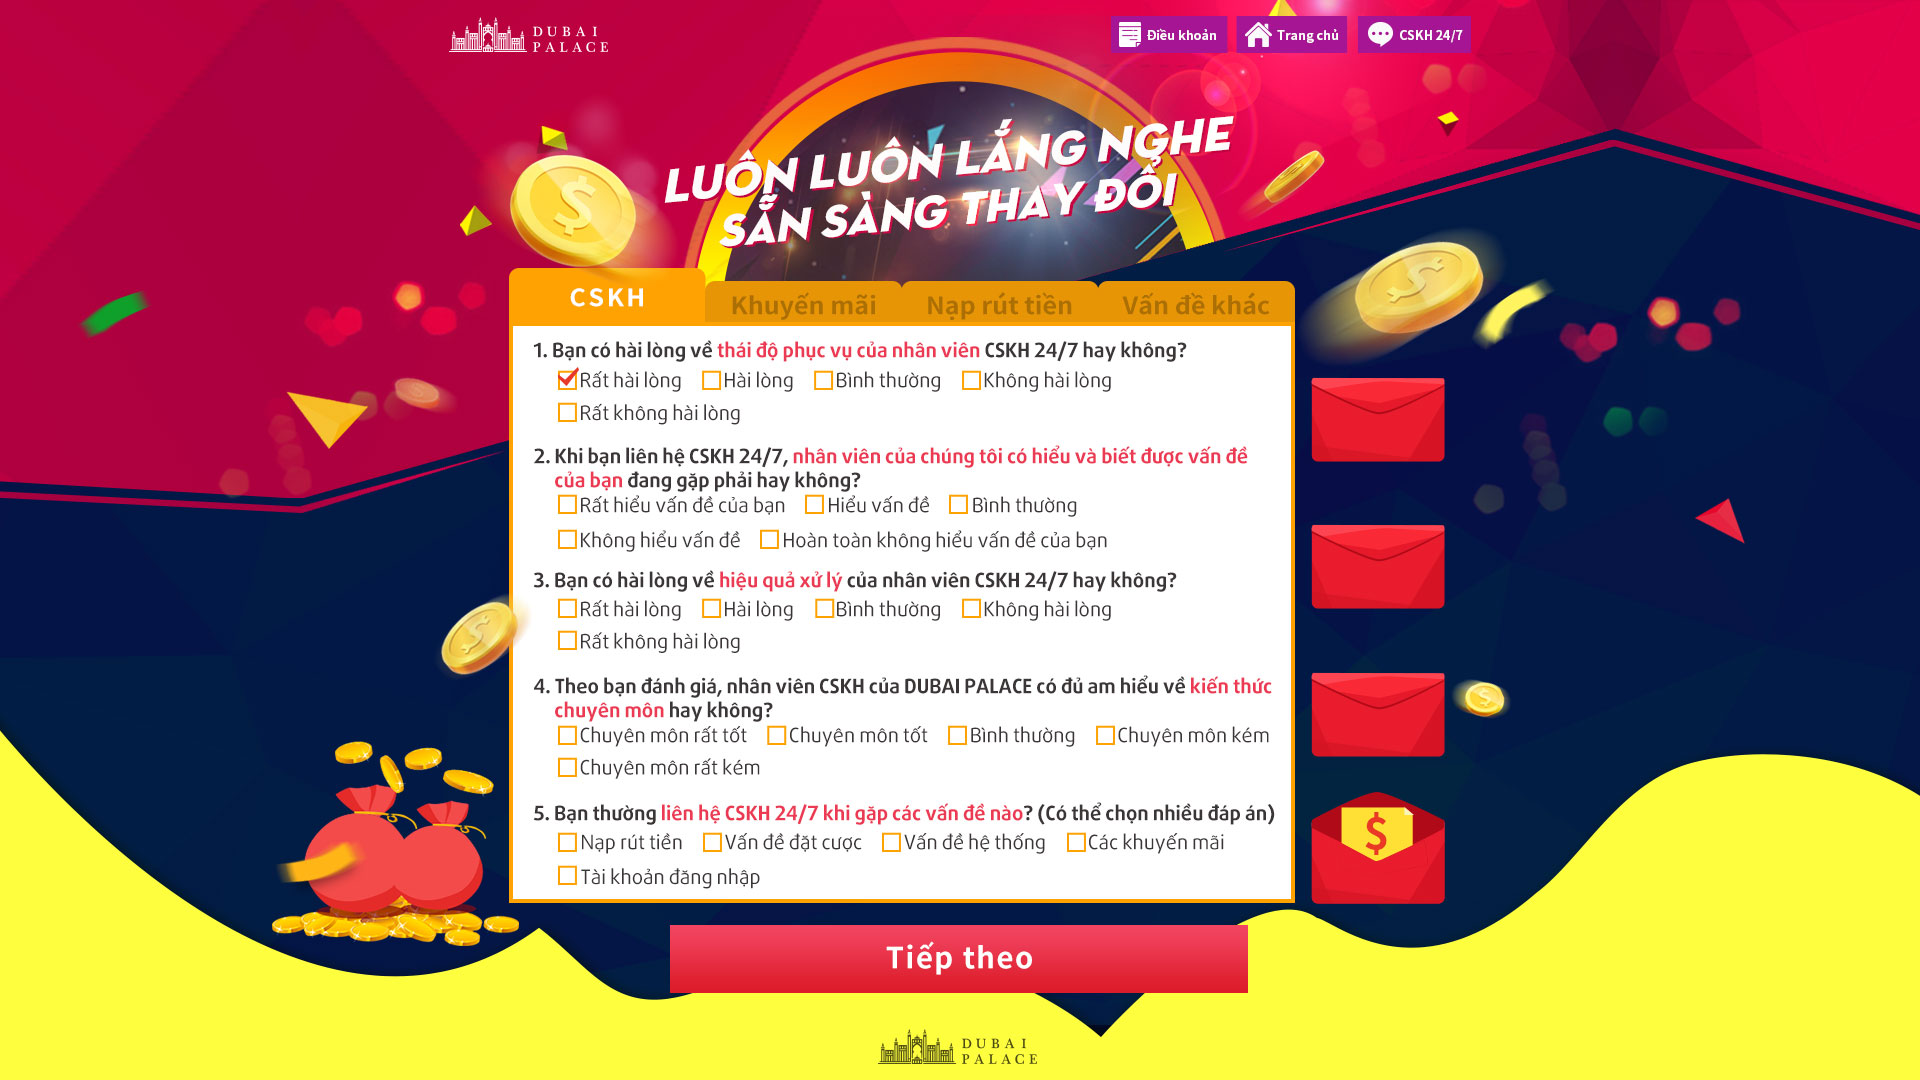 DUBAI
PALACE
Điều khoản
Trang chủ
CSKH 24/7
LUÔN LUÔN LẮNG NGHE
SẴN SÀNG THAY ĐỔI
CSKH
Khuyến mãi
Nạp rút tiền
Vấn đề khác
1. Bạn có hài lòng về thái độ phục vụ của nhân viên CSKH 24/7 hay không?
Rất hài lòng Hài lòng Bình thường Không hài lòng
Rất không hài lòng
2. Khi bạn liên hệ CSKH 24/7, nhân viên của chúng tôi có hiểu và biết được vấn đề
của bạn đang gặp phải hay không?
Rất hiểu vấn đề của bạn Hiểu vấn đề Bình thường
Không hiểu vấn đề Hoàn toàn không hiểu vấn đề của bạn
3. Bạn có hài lòng về hiệu quả xử lý của nhân viên CSKH 24/7 hay không?
Rất hài lòng Hài lòng Bình thường Không hài lòng
Rất không hài lòng
4. Theo bạn đánh giá, nhân viên CSKH của DUBAI PALACE có đủ am hiểu về kiến thức
chuyên môn hay không?
Chuyên môn rất tốt Chuyên môn tốt Bình thường Chuyên môn kém
Chuyên môn rất kém
5. Bạn thường liên hệ CSKH 24/7 khi gặp các vấn đề nào? (Có thể chọn nhiều đáp án)
Nạp rút tiền Vấn đề đặt cược Vấn đề hệ thống Các khuyến mãi
Tài khoản đăng nhập
Tiếp theo
DUBAI
PALACE